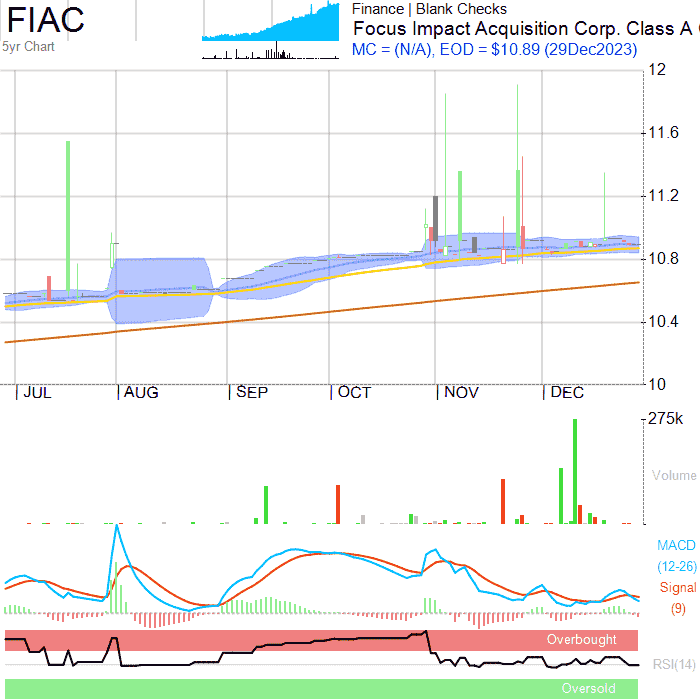 FIAC
5yr Chart
Finance | Blank Checks
Focus Impact Acquisition Corp. Class A
MC = (N/A), EOD = $10.89 (29Dec2023)
12
11.6
11.2
10.8
10.4
10
JUL
AUG
SEP
OCT
NOV
DEC
275k
Volume
MACD
(12-26)
Signal
(9)
Overbought
RSI(14)
Oversold